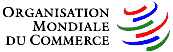 ORGANISATION
MONDIALE
DU COMMERCE